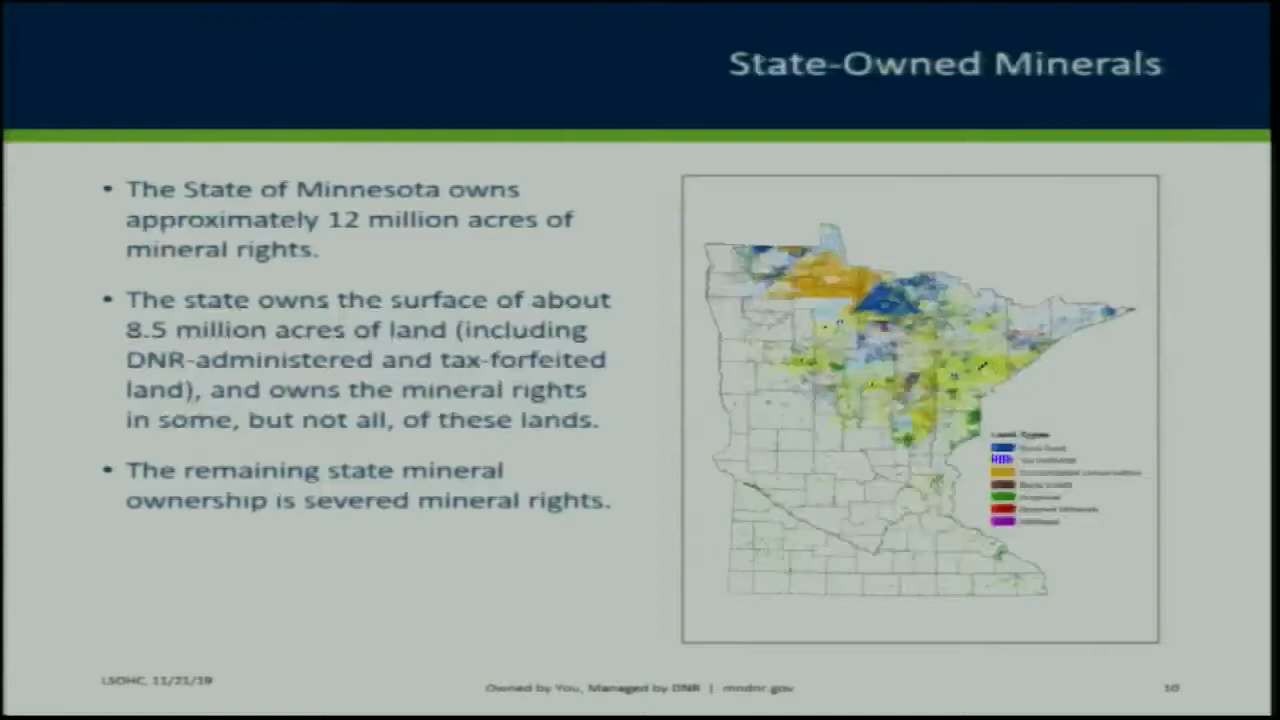 State-Owned Minerals
• The State of Minnesota owns
approximately 12 million acres of
mineral rights.
• The state owns the surface of about
8.5 million acres of land (including
DNR-administered and tax-forfeited
land), and owns the mineral rights
in some, but not all, of these lands.
• The remaining state mineral
ownership is severed mineral rights.
Land Types
LSOHC, 11/21/19
Owned by You, Managed by DNR | mndnr.gov
10